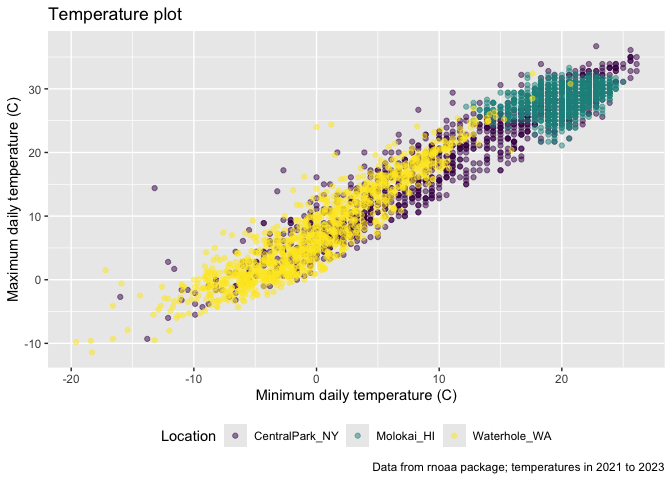 Temperature plot
Maximum daily temperature (C)
30
20
10
0
-10
-20
-10
0
10
20
Minimum daily temperature (C)
Location
CentralPark_NY
Molokai_HI
Waterhole_WA
Data from rnoaa package; temperatures in 2021 to 2023